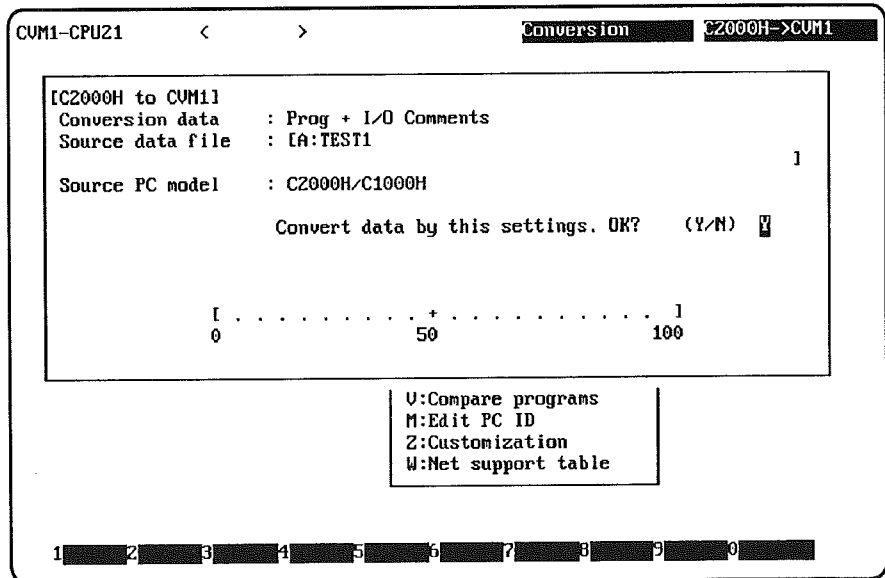 CVM1-CPU21 < > Conversion C2000H->CVM1
[C2000H to CVM1]
Conversion data : Prog + I/O Comments
Source data file : [A:TEST1
]
Source PC model : C2000H/C1000H
Convert data by this settings. OK? (Y/N) Y
[ . . . . . . . . . + . . . . . . . . . . ]
0 50 100
V:Compare programs
M:Edit PC ID
Z:Customization
W:Net support table
1 2 3 4 5 6 7 8 9 0